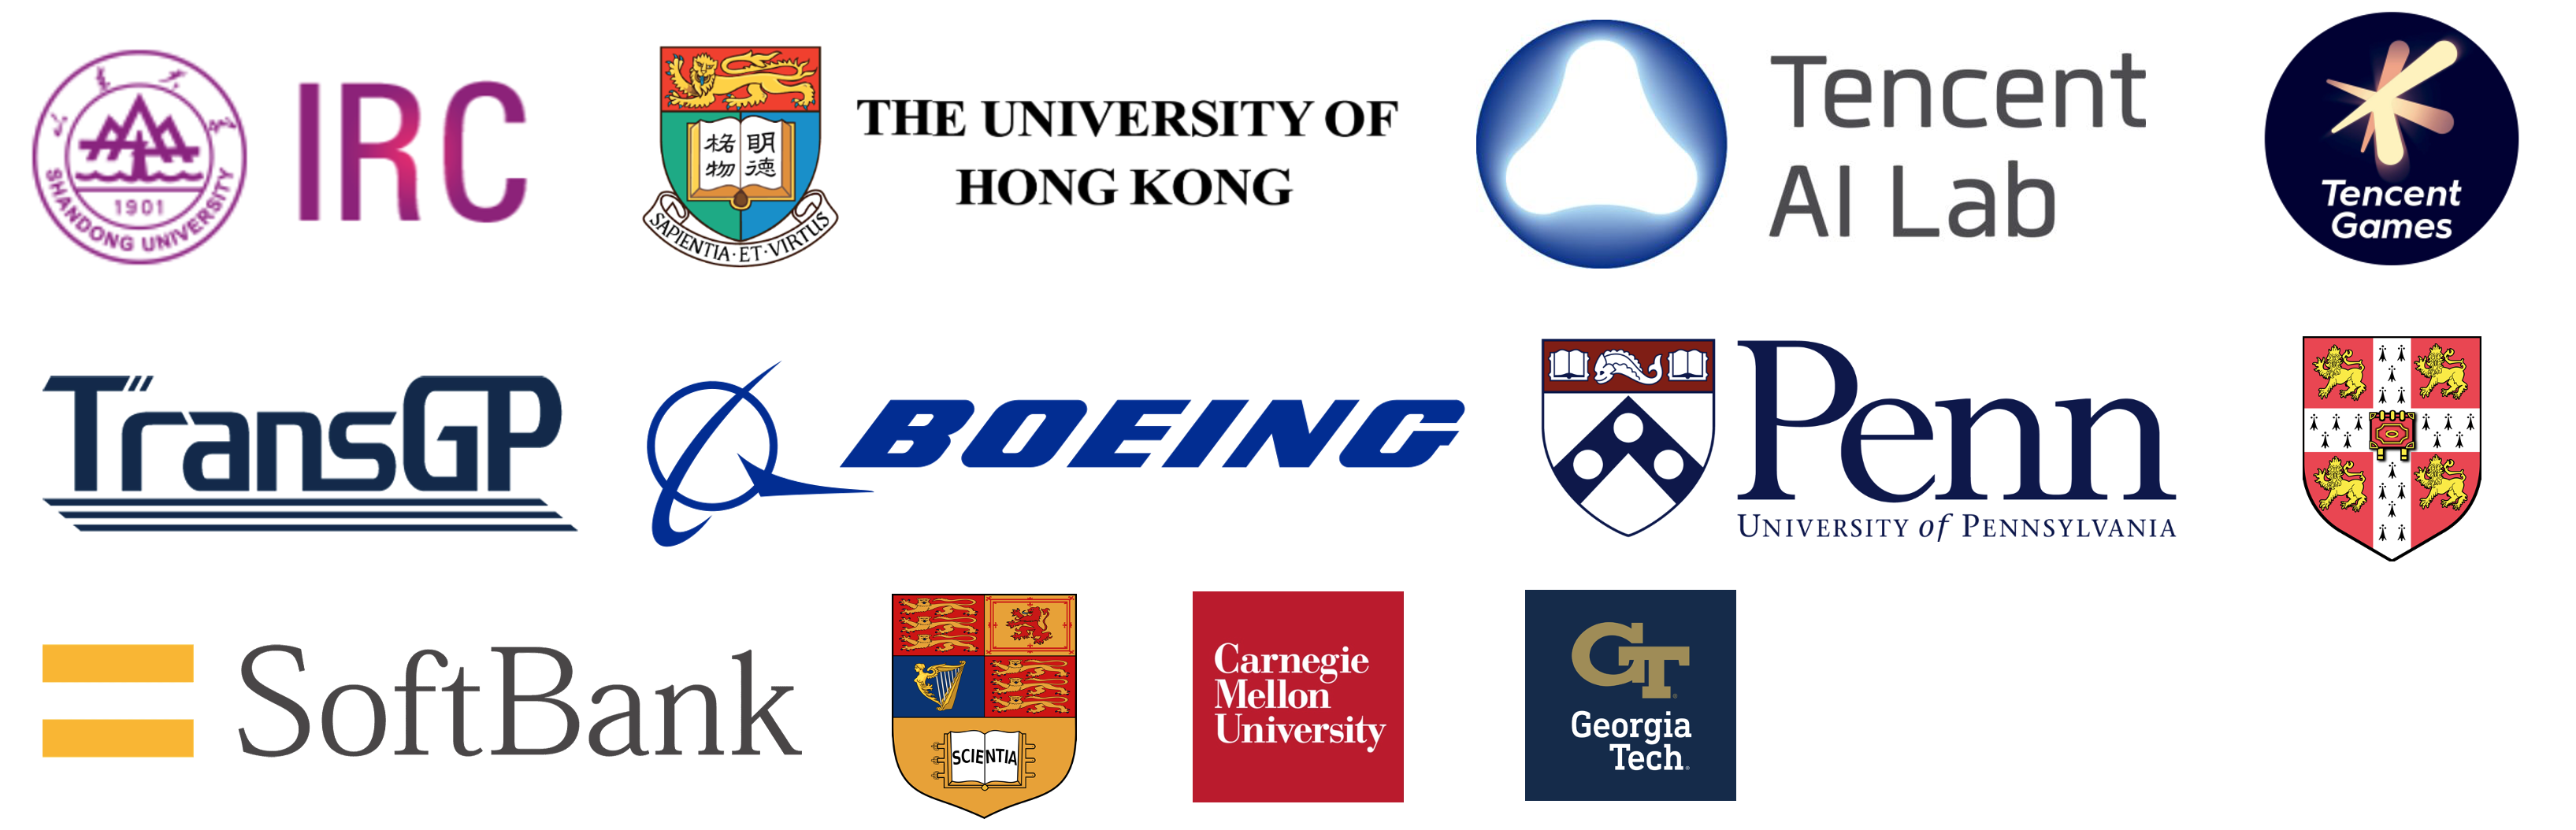 SHANDONG UNIVERSITY
1901
IRC
明德
格物
SAPIENTIA·ET·VIRTUS
THE UNIVERSITY OF
HONG KONG
Tencent
AI Lab
Tencent
Games
TransGP
BOEING
Penn
UNIVERSITY of PENNSYLVANIA
SoftBank
SCIENTIA
Carnegie
Mellon
University
GT
Georgia
Tech